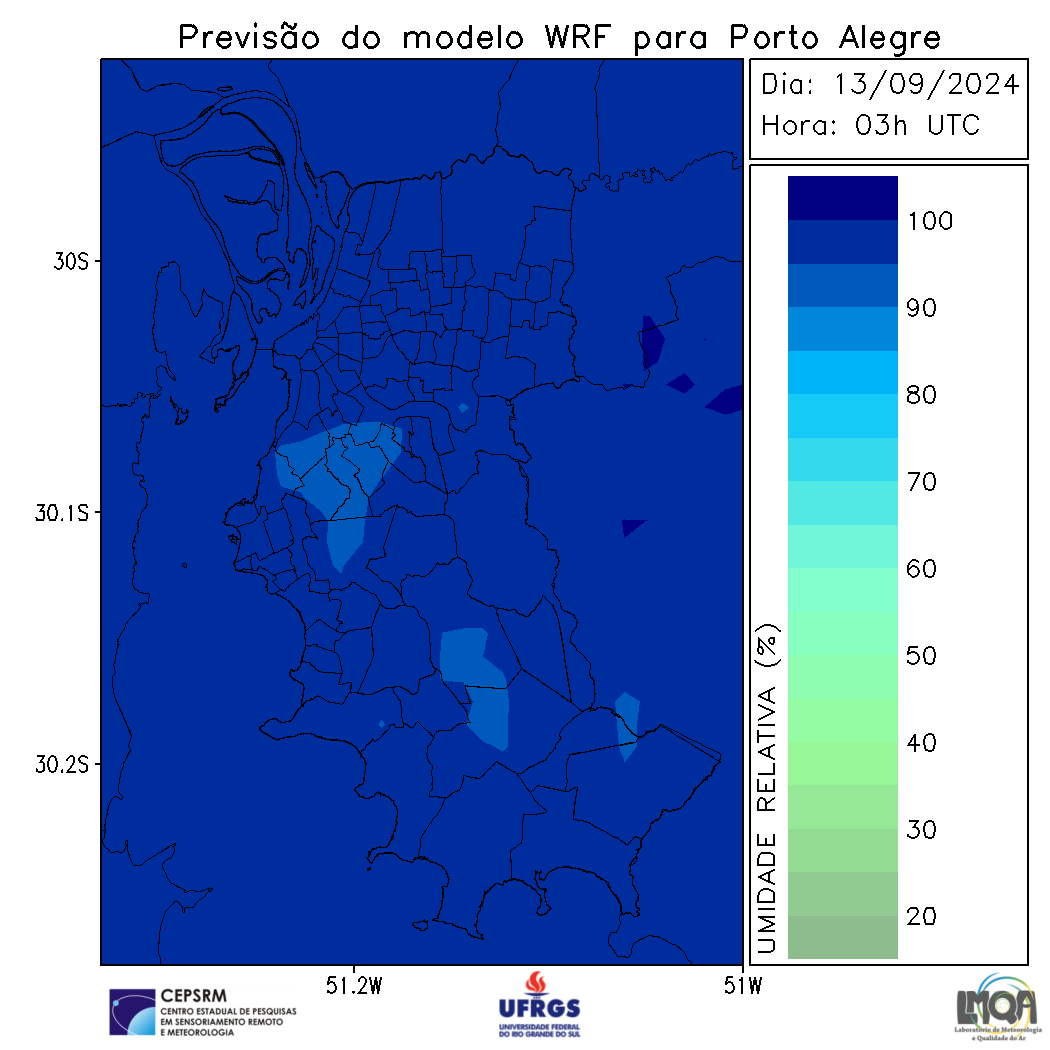 Previsão do modelo WRF para Porto Alegre
Dia: 13/09/2024
Hora: 03h UTC
30S
30.1S
30.2S
51.2W
51W
UMIDADE RELATIVA (%)
100
90
80
70
60
50
40
30
20
CEPSRM
CENTRO ESTADUAL DE PESQUISAS
EM SENSORIAMENTO REMOTO
E METEOROLOGIA
UFRGS
UNIVERSIDADE FEDERAL
DO RIO GRANDE DO SUL
LMQA
Laboratório de Meteorologia
e Qualidade do Ar